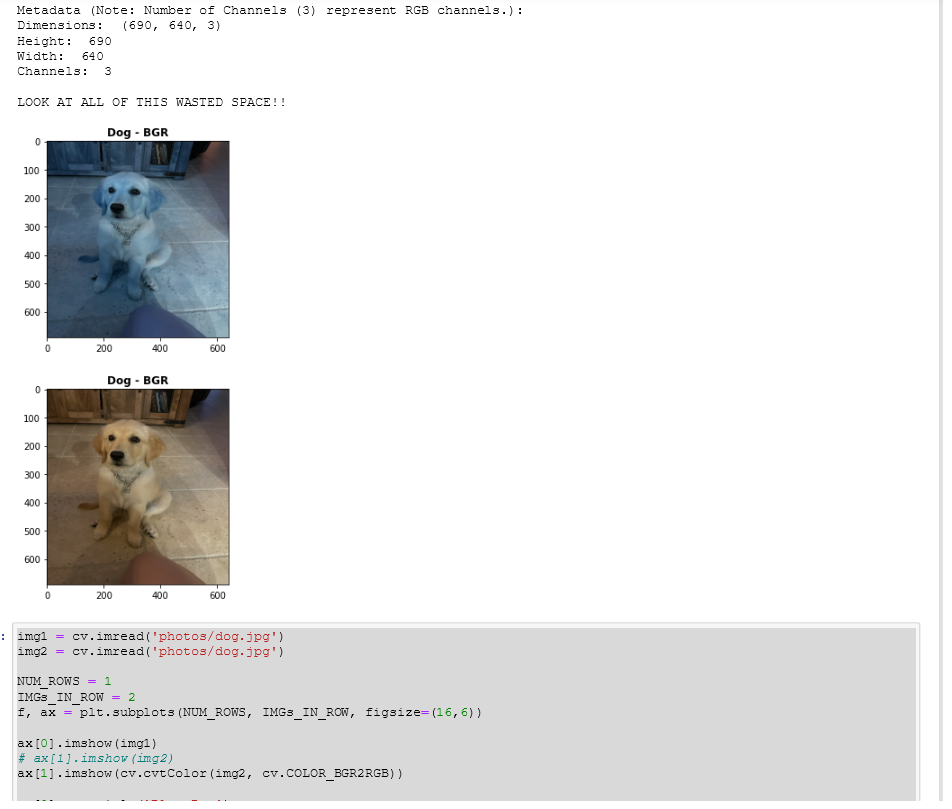 Metadata (Note: Number of Channels (3) represent RGB channels.):
Dimensions:  (690, 640, 3)
Height:  690
Width:  640
Channels:  3
LOOK AT ALL OF THIS WASTED SPACE!!
Dog - BGR
0
100
200
300
400
500
600
0 200 400 600
Dog - BGR
0
100
200
300
400
500
600
0 200 400 600
:
img1 = cv.imread('photos/dog.jpg')
img2 = cv.imread('photos/dog.jpg')
NUM_ROWS = 1
IMGs_IN_ROW = 2
f, ax = plt.subplots(NUM_ROWS, IMGs_IN_ROW, figsize=(16,6))
ax[0].imshow(img1)
# ax[1].imshow(img2)
ax[1].imshow(cv.cvtColor(img2, cv.COLOR_BGR2RGB))